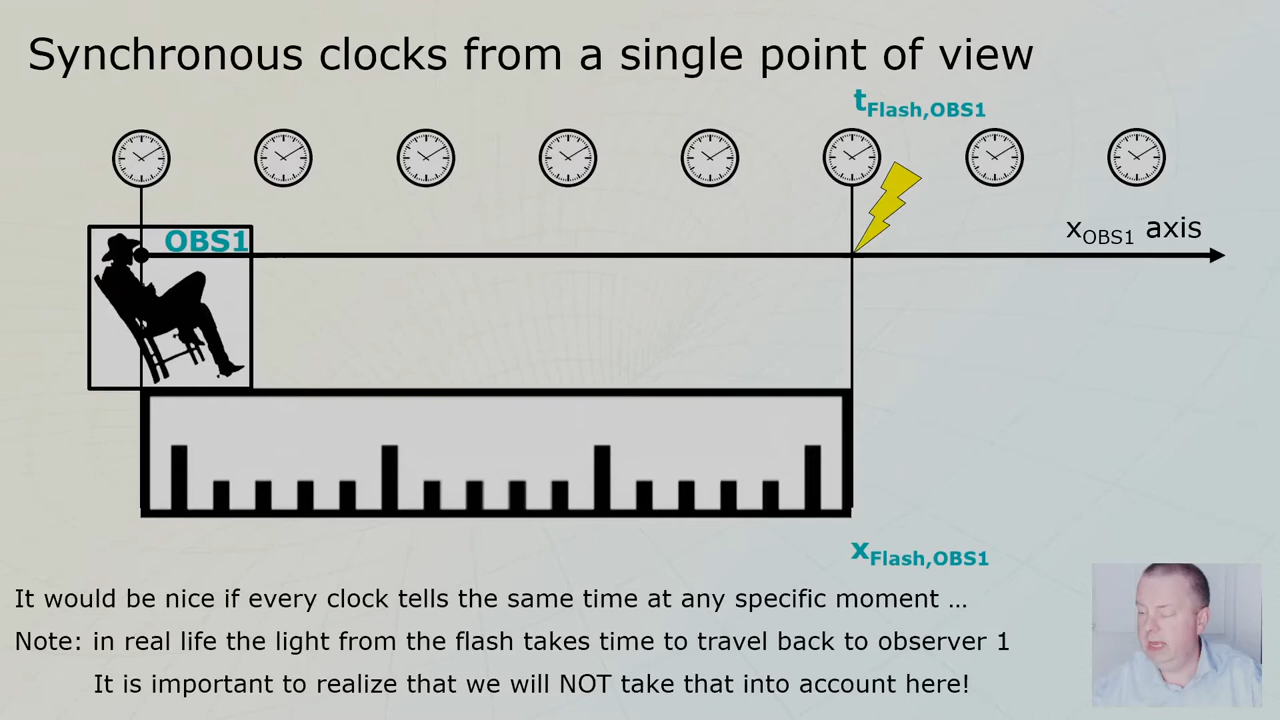 Synchronous clocks from a single point of view
tFlash,OBS1
OBS1
xOBS1 axis
xFlash,OBS1
It would be nice if every clock tells the same time at any specific moment …
Note: in real life the light from the flash takes time to travel back to observer 1
It is important to realize that we will NOT take that into account here!